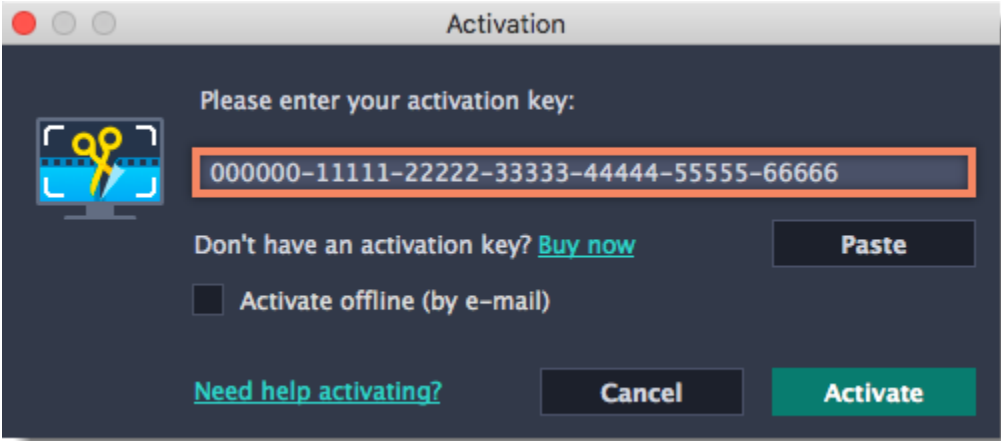 Activation
Please enter your activation key:
000000-11111-22222-33333-44444-55555-66666
Don't have an activation key? Buy now
Paste
Activate offline (by e-mail)
Need help activating?
Cancel
Activate